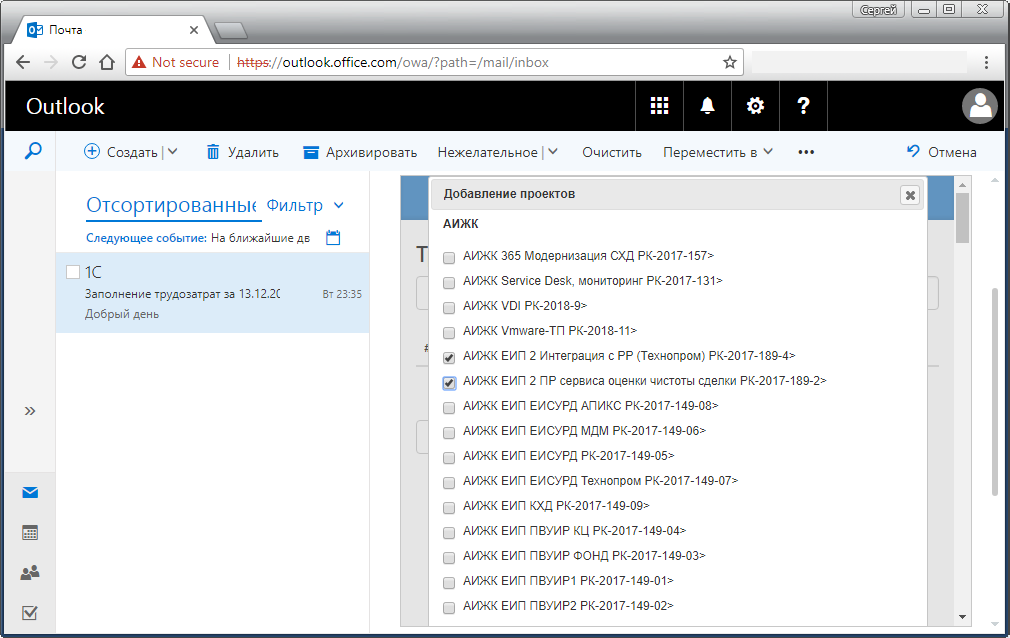 Сергей
Почта
Not secure https://outlook.office.com/owa/?path=/mail/inbox
Outlook
Создать Удалить Архивировать Нежелательное Очистить Переместить в ••• Отмена
Отсортированные Фильтр
Следующее событие: На ближайшие дв
1С
Заполнение трудозатрат за 13.12.20 Вт 23:35
Добрый день
Т
#
Добавление проектов
АИЖК
АИЖК 365 Модернизация СХД РК-2017-157>
АИЖК Service Desk, мониторинг РК-2017-131>
АИЖК VDI РК-2018-9>
АИЖК Vmware-ТП РК-2018-11>
АИЖК ЕИП 2 Интеграция с РР (Технопром) РК-2017-189-4>
АИЖК ЕИП 2 ПР сервиса оценки чистоты сделки РК-2017-189-2>
АИЖК ЕИП ЕИСУРД АПИКС РК-2017-149-08>
АИЖК ЕИП ЕИСУРД МДМ РК-2017-149-06>
АИЖК ЕИП ЕИСУРД РК-2017-149-05>
АИЖК ЕИП ЕИСУРД Технопром РК-2017-149-07>
АИЖК ЕИП КХД РК-2017-149-09>
АИЖК ЕИП ПВУИР КЦ РК-2017-149-04>
АИЖК ЕИП ПВУИР ФОНД РК-2017-149-03>
АИЖК ЕИП ПВУИР1 РК-2017-149-01>
АИЖК ЕИП ПВУИР2 РК-2017-149-02>